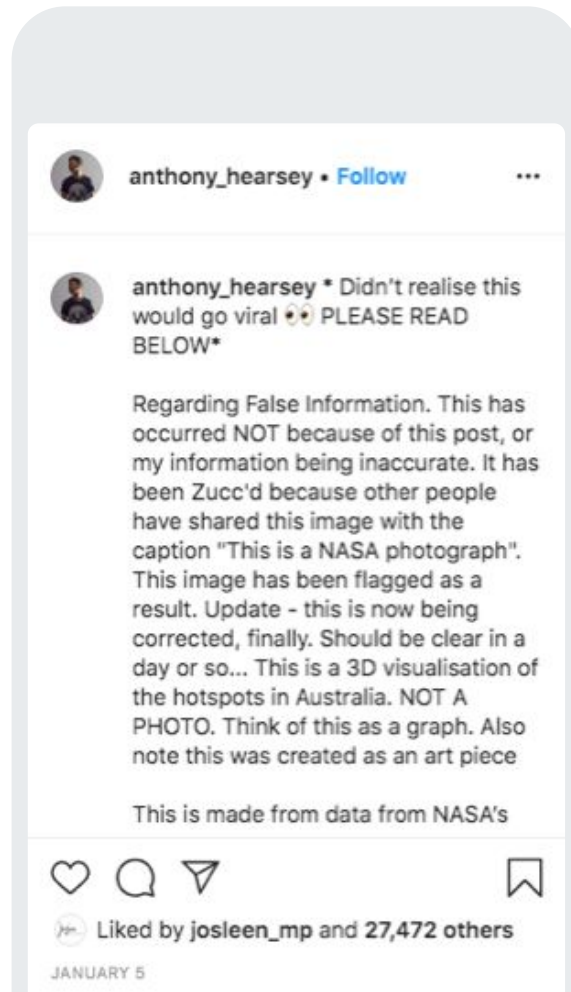 anthony_hearsey • Follow
anthony_hearsey * Didn't realise this
would go viral 👀 PLEASE READ
BELOW*
Regarding False Information. This has
occurred NOT because of this post, or
my information being inaccurate. It has
been Zucc'd because other people
have shared this image with the
caption "This is a NASA photograph".
This image has been flagged as a
result. Update - this is now being
corrected, finally. Should be clear in a
day or so... This is a 3D visualisation of
the hotspots in Australia. NOT A
PHOTO. Think of this as a graph. Also
note this was created as an art piece
This is made from data from NASA's
Liked by josleen_mp and 27,472 others
JANUARY 5